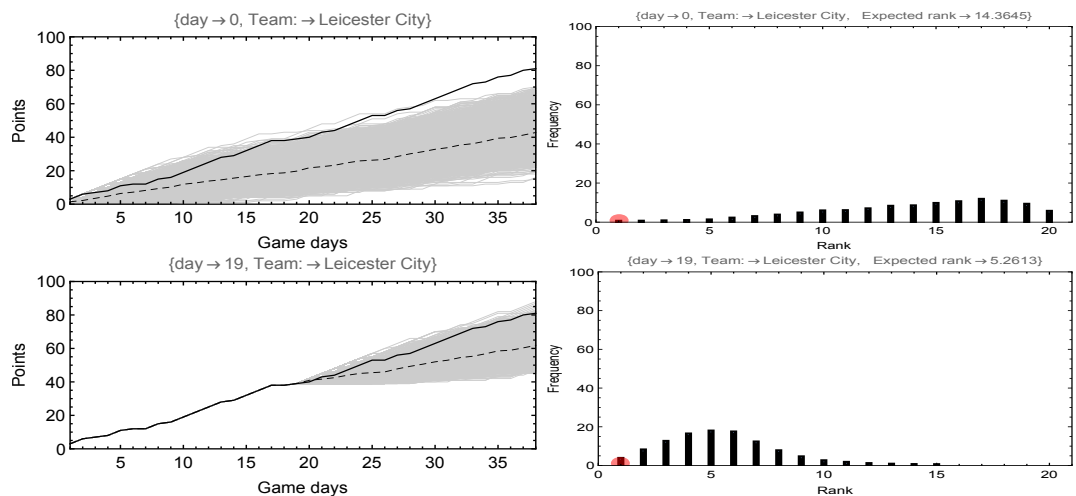 {day → 0, Team: → Leicester City}
100
80
60
40
20
0
Points
5 10 15 20 25 30 35
Game days
{day → 0, Team: → Leicester City, Expected rank → 14.3645}
100
80
60
40
20
0
Frequency
0 5 10 15 20
Rank
{day → 19, Team: → Leicester City}
100
80
60
40
20
0
Points
5 10 15 20 25 30 35
Game days
{day → 19, Team: → Leicester City, Expected rank → 5.2613}
100
80
60
40
20
0
Frequency
0 5 10 15 20
Rank